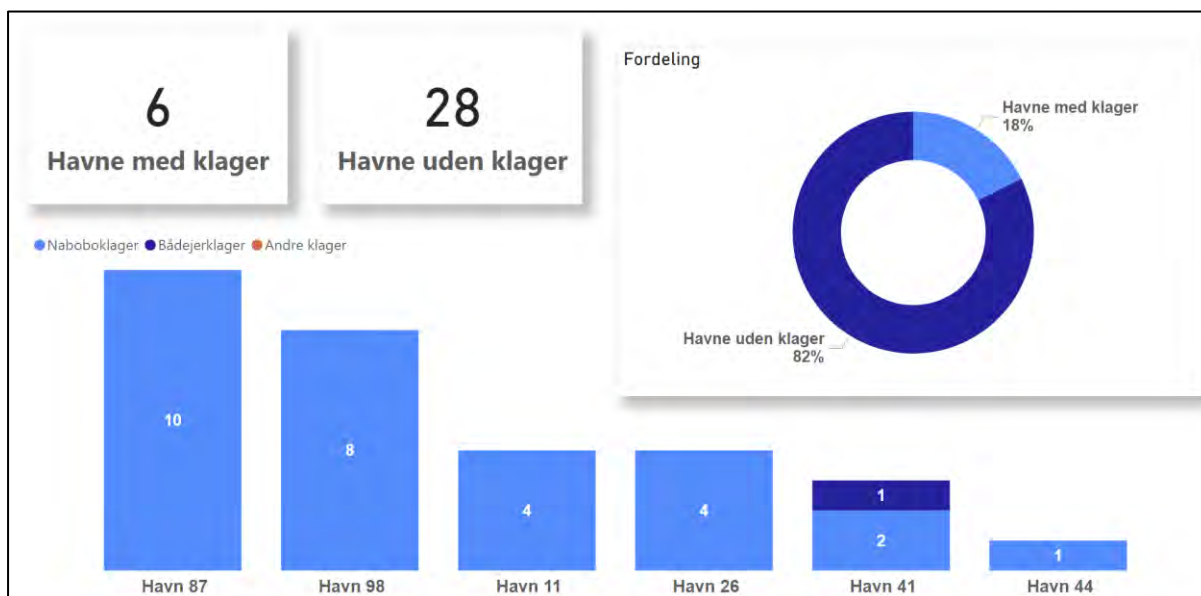 6
Havne med klager
28
Havne uden klager
Fordeling
Havne med klager
18%
Havne uden klager
82%
Naboboklager Bådejerklager Andre klager
10
8
4
4
1
2
1
Havn 87 Havn 98 Havn 11 Havn 26 Havn 41 Havn 44